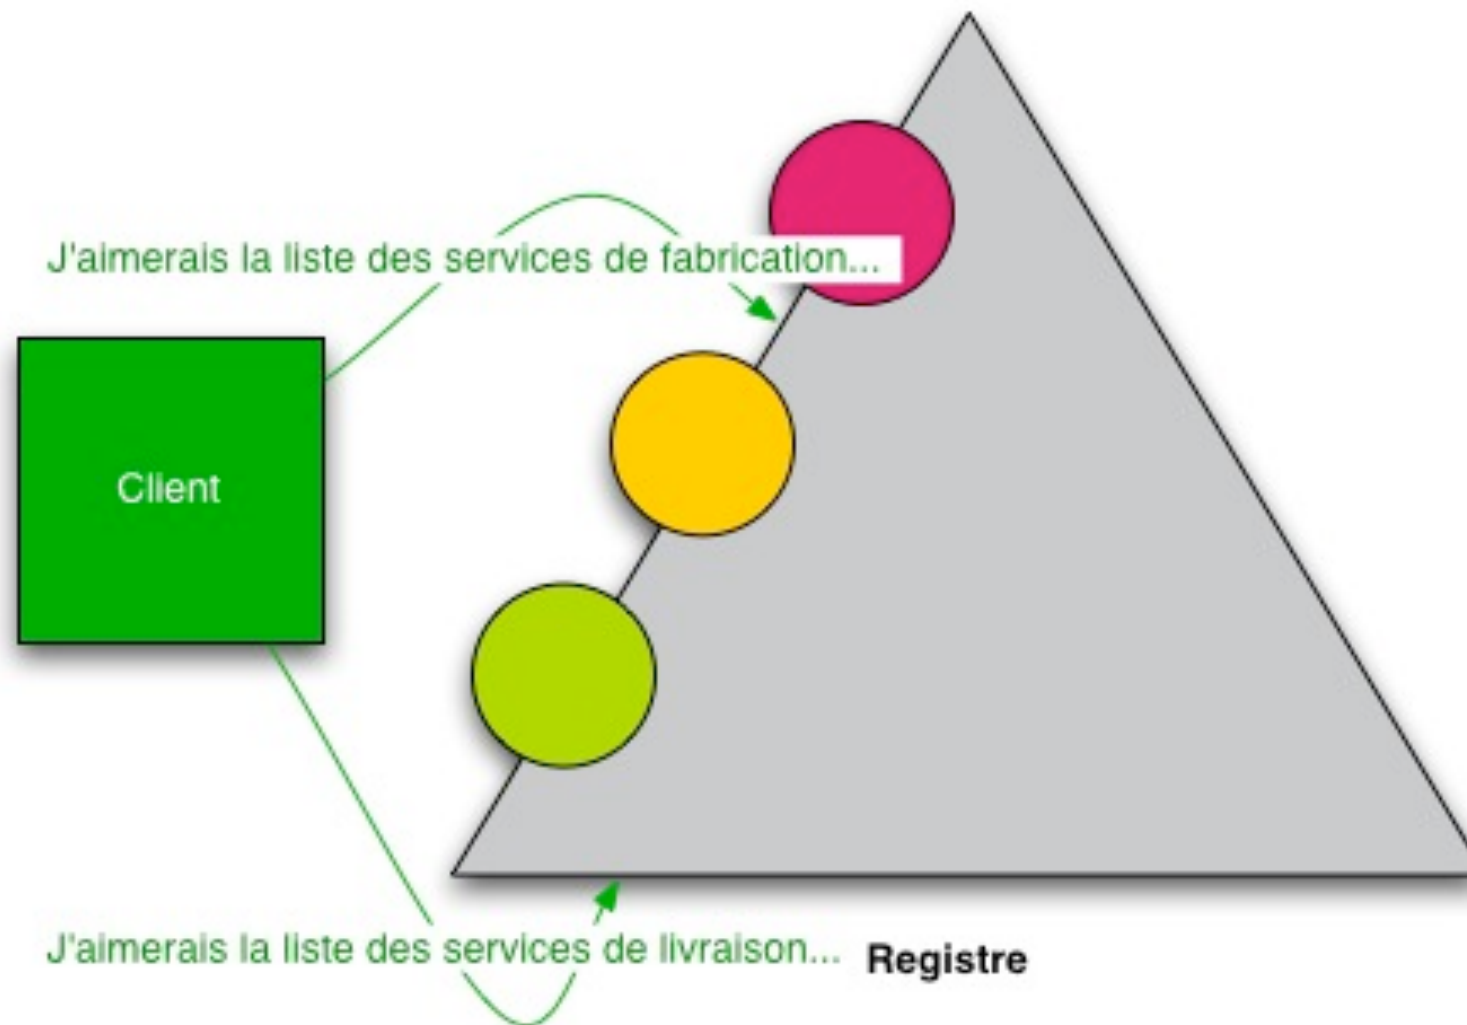 J'aimerais la liste des services de fabrication...
Client
J'aimerais la liste des services de livraison...
Registre